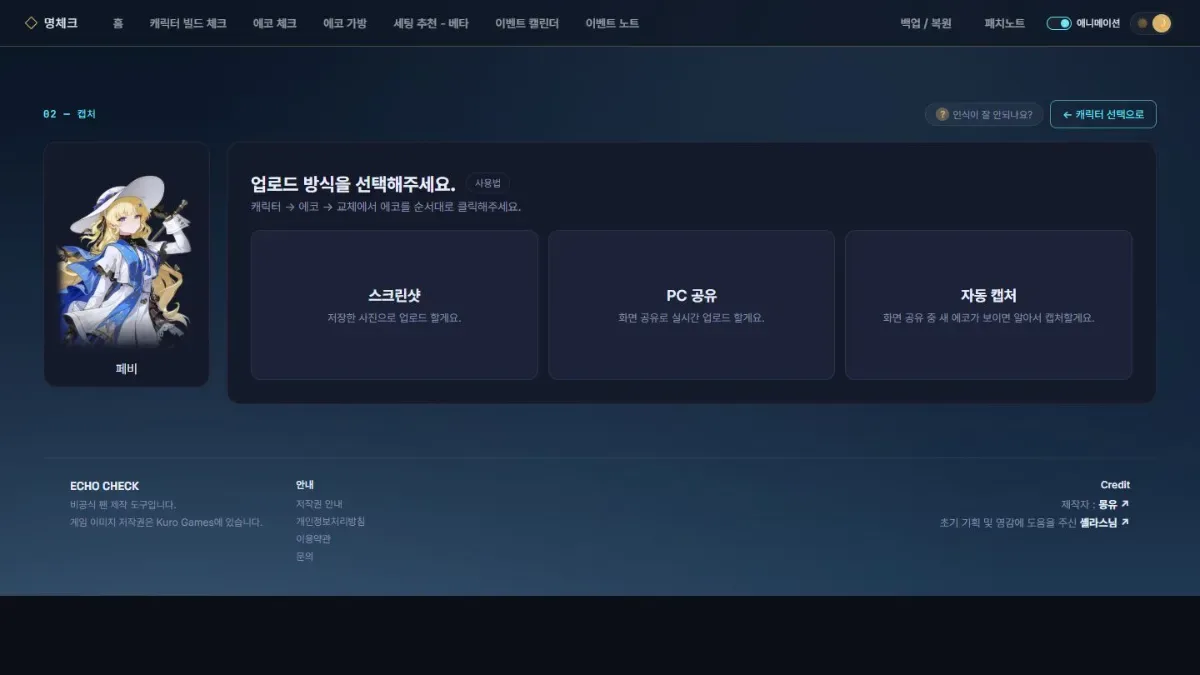 명체크
홈
캐릭터 빌드 체크
에코 체크
에코 가방
세팅 추천 - 베타
이벤트 캘린더
이벤트 노트
백업 / 복원
패치노트
애니메이션
02 — 캡처
? 인식이 잘 안되나요?
← 캐릭터 선택으로
페비
업로드 방식을 선택해주세요.
사용법
캐릭터 → 에코 → 교체에서 에코를 순서대로 클릭해주세요.
스크린샷
저장한 사진으로 업로드 할게요.
PC 공유
화면 공유로 실시간 업로드 할게요.
자동 캡처
화면 공유 중 새 에코가 보이면 알아서 캡처할게요.
ECHO CHECK
비공식 팬 제작 도구입니다.
게임 이미지 저작권은 Kuro Games에 있습니다.
안내
저작권 안내
개인정보처리방침
이용약관
문의
Credit
제작자 : 몽유 ↗
초기 기획 및 영감에 도움을 주신 셀라스님 ↗